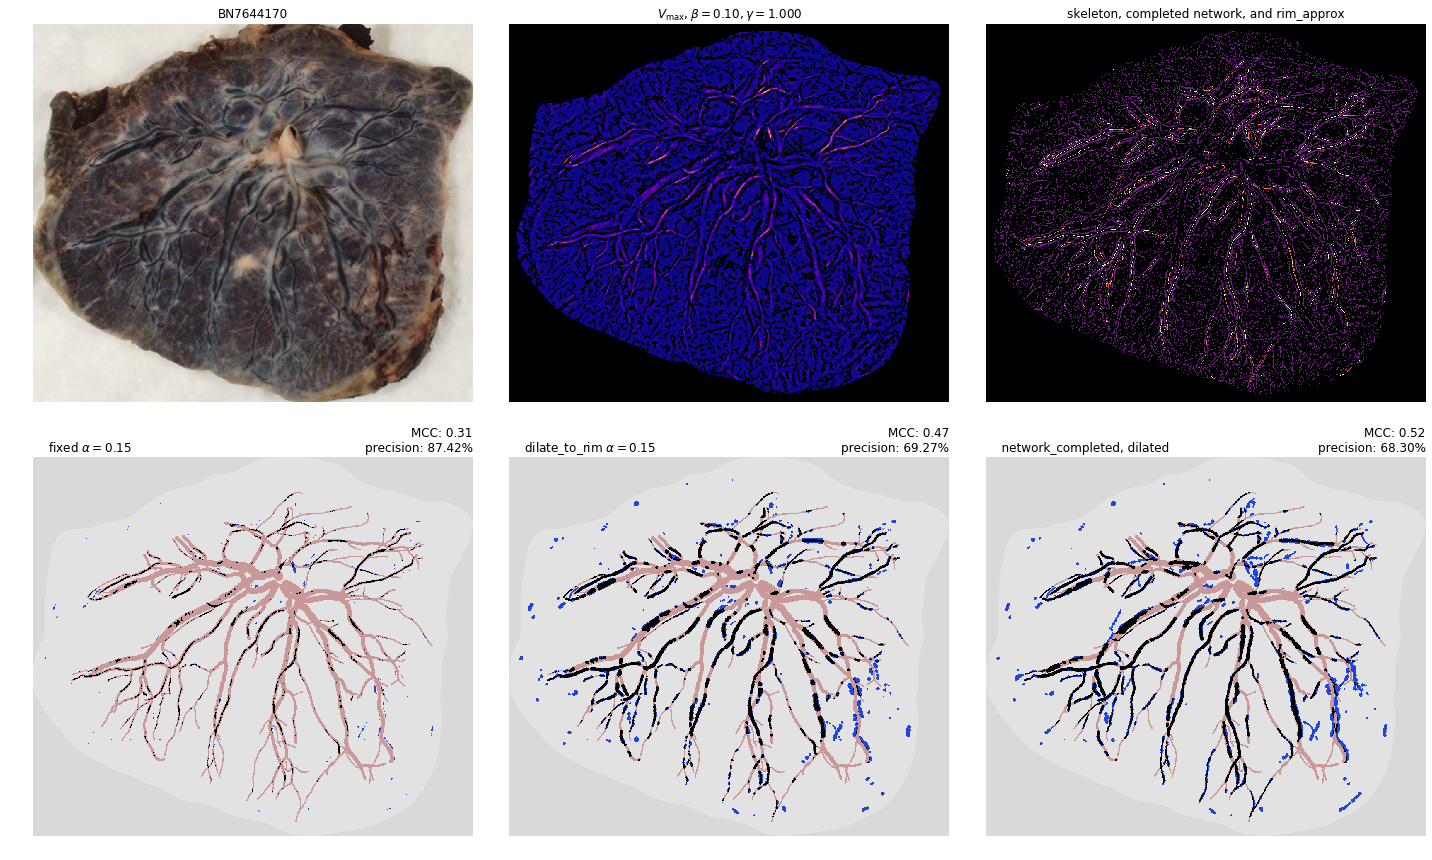 BN7644170
V_max, β = 0.10, γ = 1.000
skeleton, completed network, and rim_approx
MCC: 0.31
fixed α = 0.15
precision: 87.42%
MCC: 0.47
dilate_to_rim α = 0.15
precision: 69.27%
MCC: 0.52
network_completed, dilated
precision: 68.30%